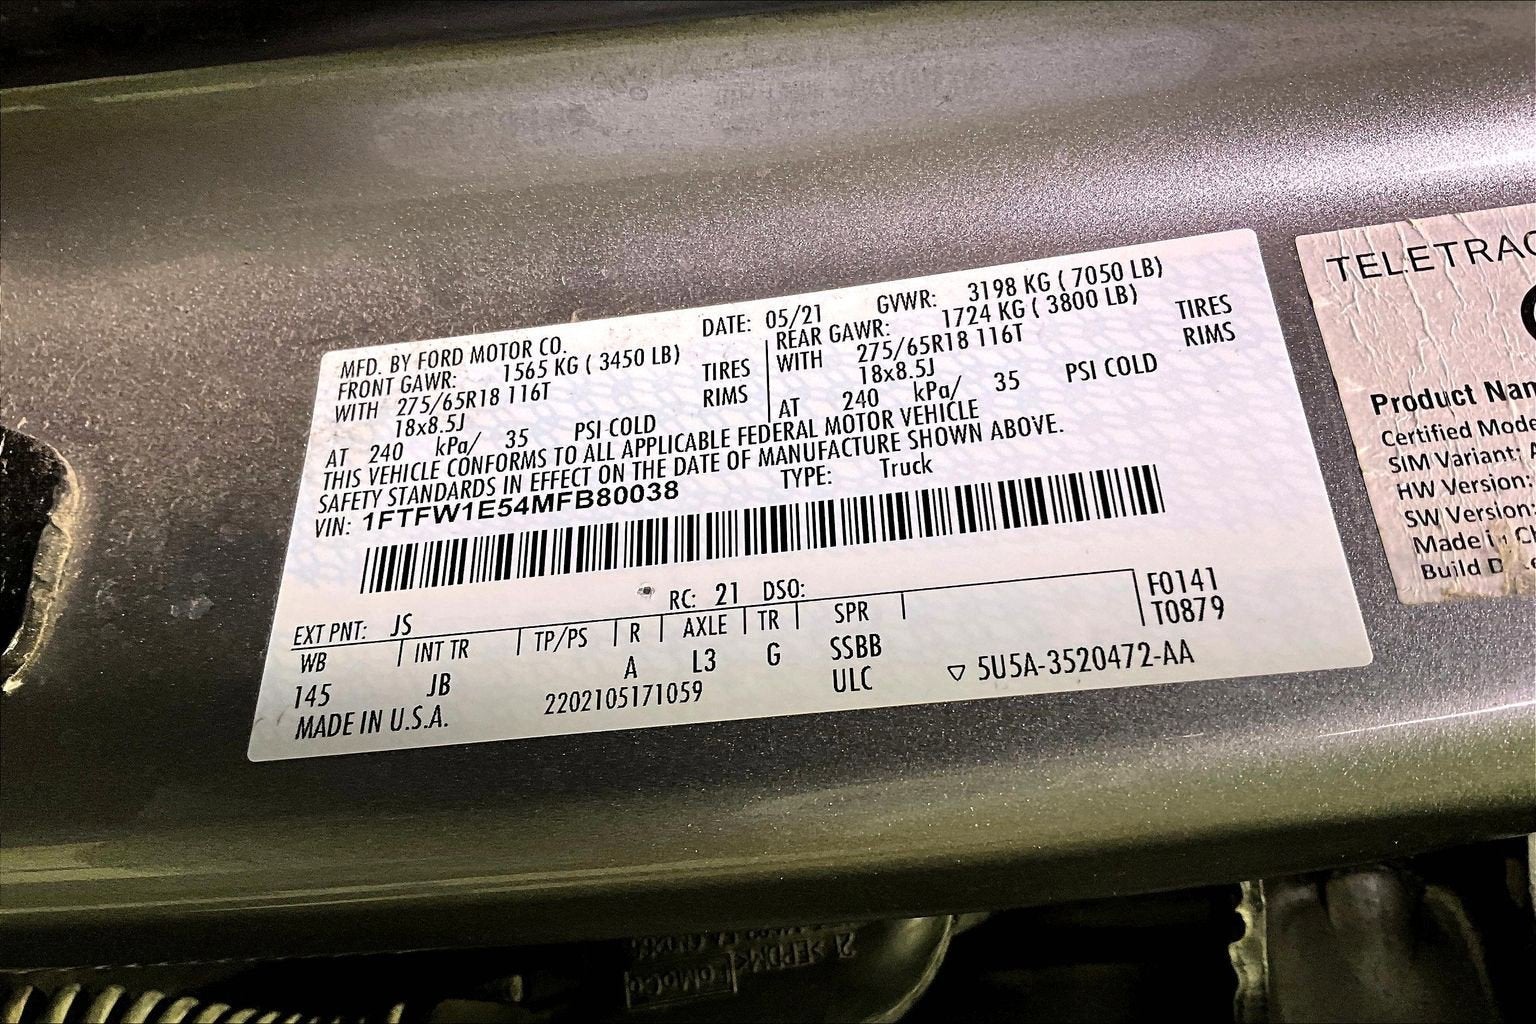 MFD. BY FORD MOTOR CO. DATE: 05/21 GVWR: 3198 KG ( 7050 LB)
FRONT GAWR: 1565 KG ( 3450 LB) REAR GAWR: 1724 KG ( 3800 LB)
WITH 275/65R18 116T TIRES WITH 275/65R18 116T TIRES
18x8.5J RIMS 18x8.5J RIMS
AT 240 kPa/ 35 PSI COLD AT 240 kPa/ 35 PSI COLD
THIS VEHICLE CONFORMS TO ALL APPLICABLE FEDERAL MOTOR VEHICLE
SAFETY STANDARDS IN EFFECT ON THE DATE OF MANUFACTURE SHOWN ABOVE.
VIN: 1FTFW1E54MFB80038 TYPE: Truck
RC: 21 DSO: F0141
EXT PNT: JS T0879
WB INT TR TP/PS R AXLE TR SPR
145 JB A L3 G SSBB
MADE IN U.S.A. 2202105171059 ULC 5U5A-3520472-AA
TELETRAC
Product Nam
Certified Mode
SIM Variant: A
HW Version:
SW Version:
Made in Ch
Build
FoMoCo
>EPDM<